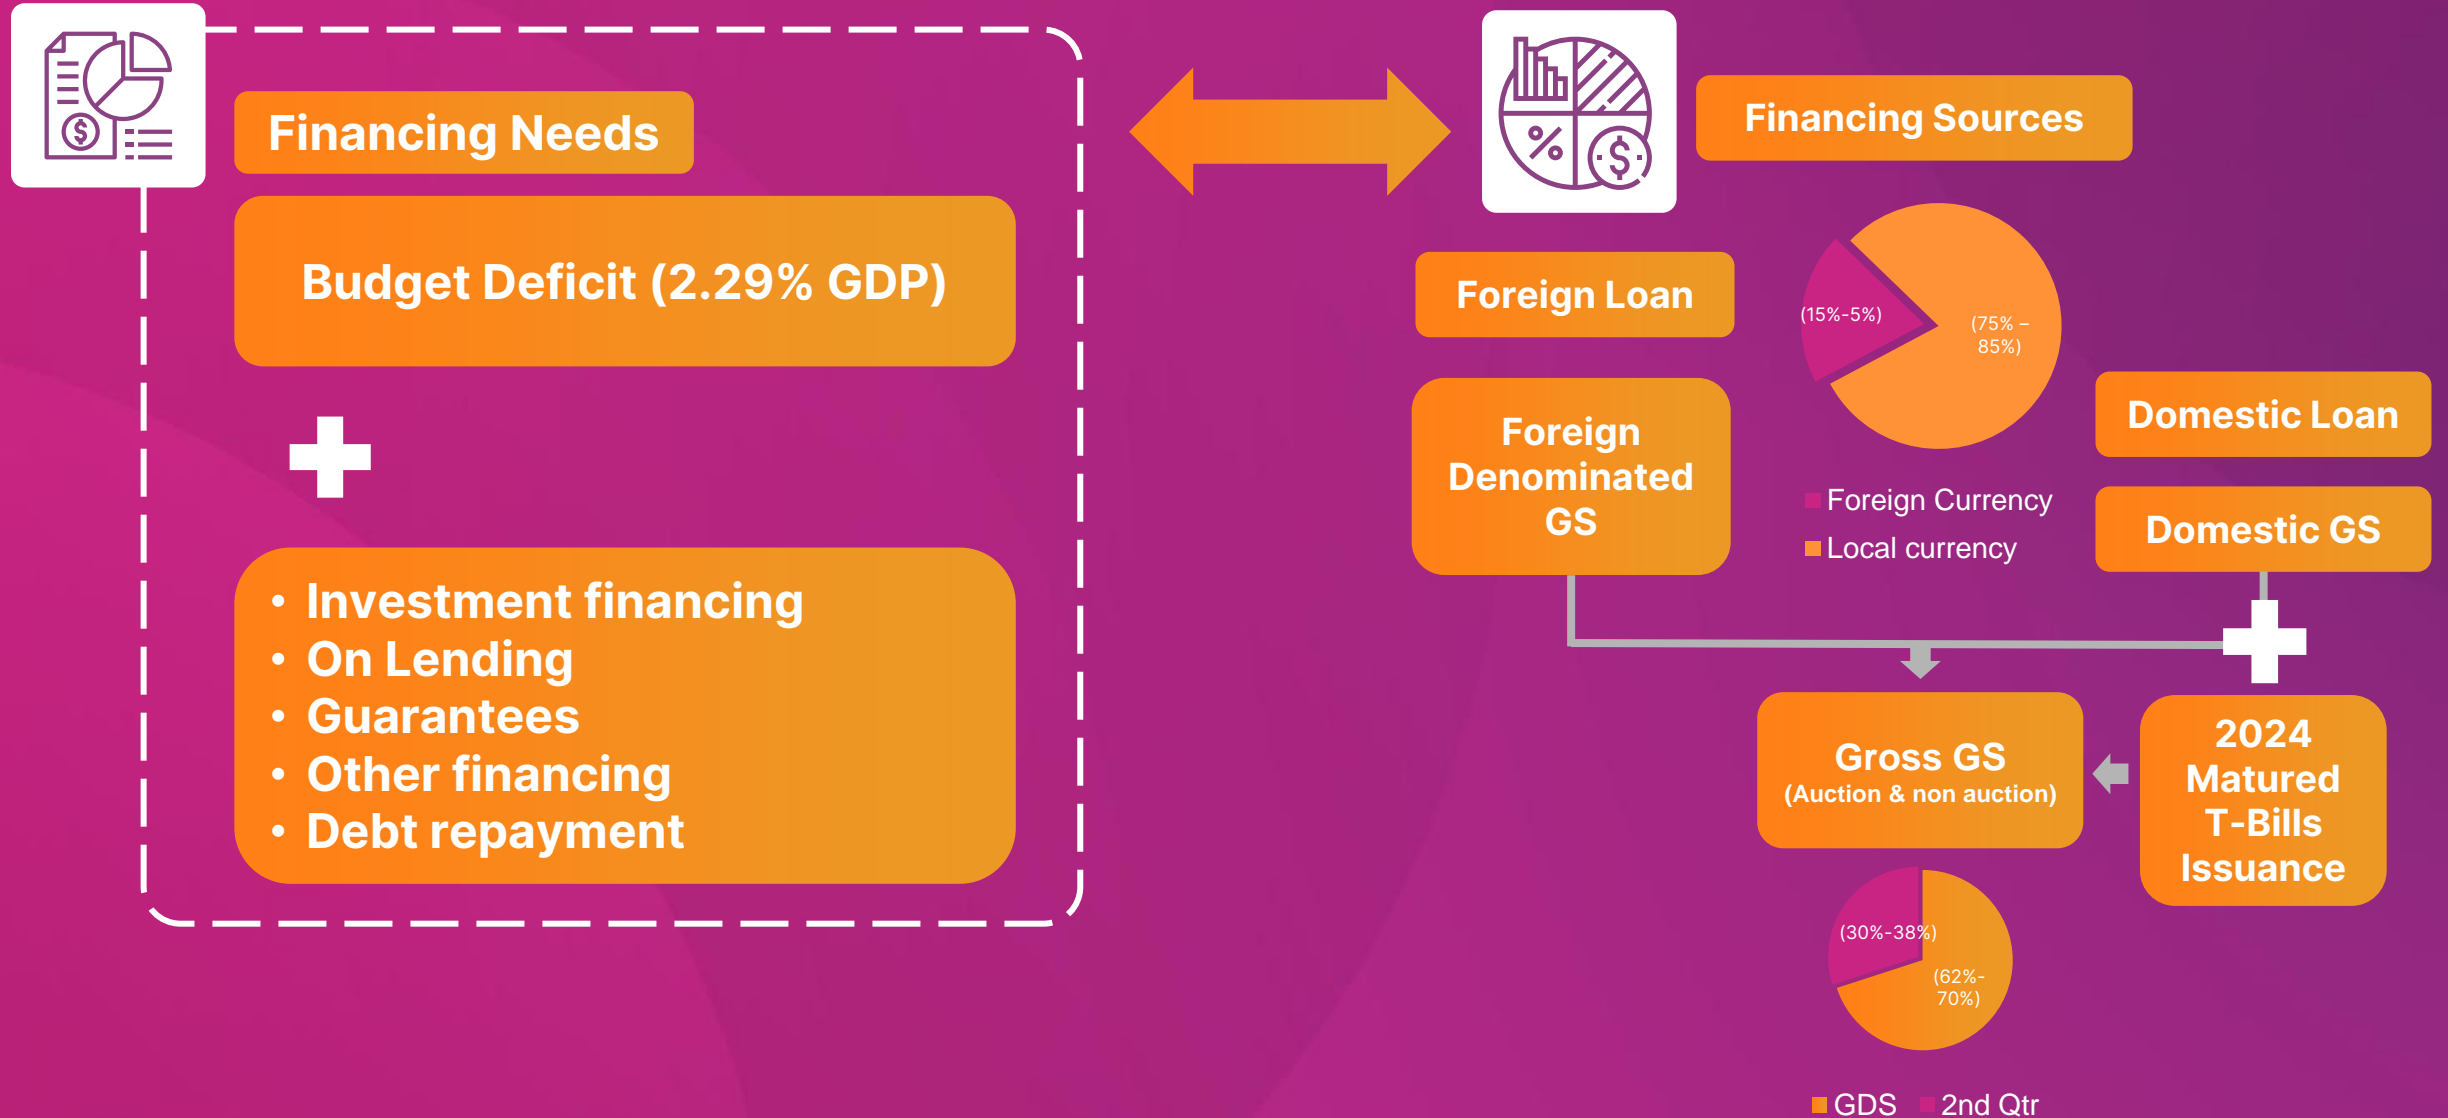 Financing Needs
Budget Deficit (2.29% GDP)
• Investment financing
• On Lending
• Guarantees
• Other financing
• Debt repayment
Financing Sources
Foreign Loan
(15%-5%)
(75% –
85%)
Foreign
Denominated
GS
Foreign Currency
Local currency
Domestic Loan
Domestic GS
Gross GS
(Auction & non auction)
2024
Matured
T-Bills
Issuance
(30%-38%)
(62%-
70%)
GDS
2nd Qtr